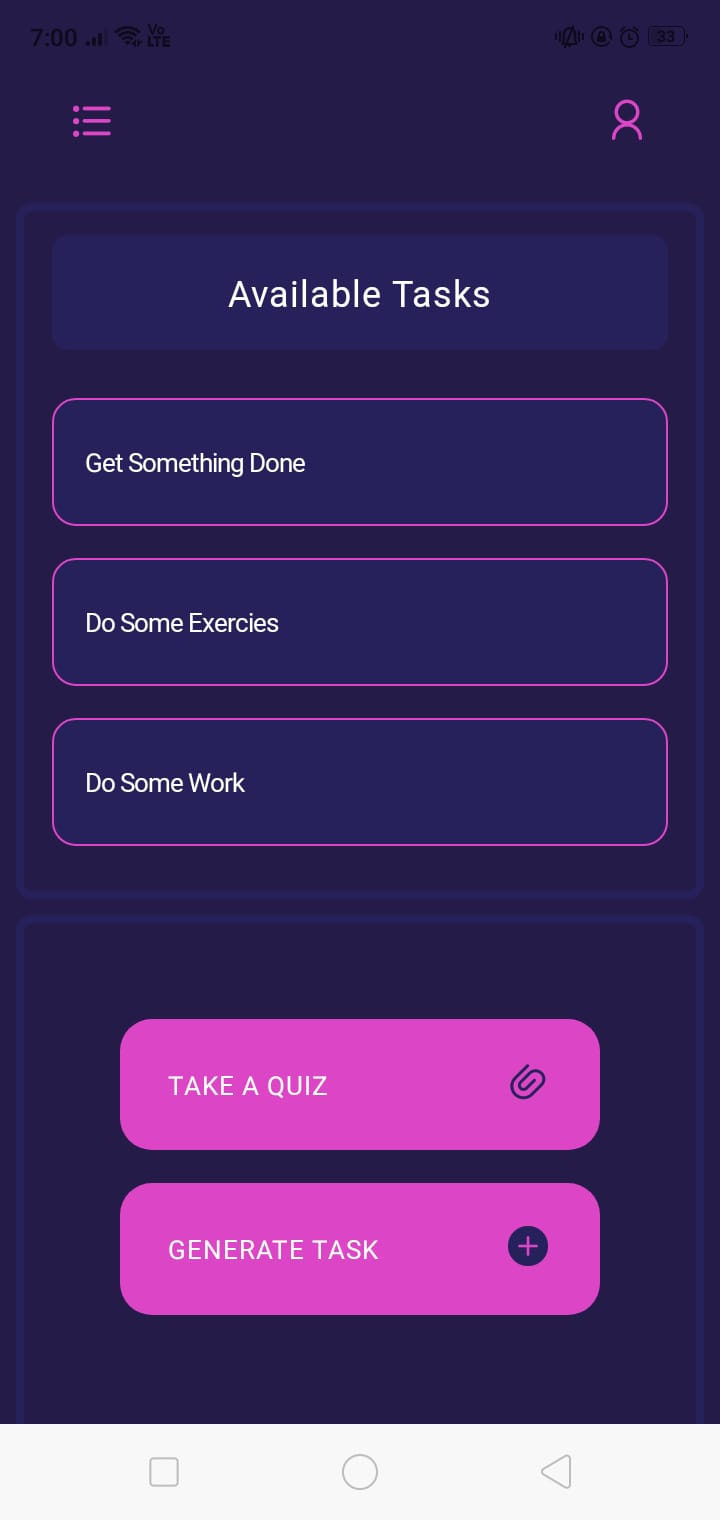 7:00 Vo LTE 33
Available Tasks
Get Something Done
Do Some Exercies
Do Some Work
TAKE A QUIZ
GENERATE TASK